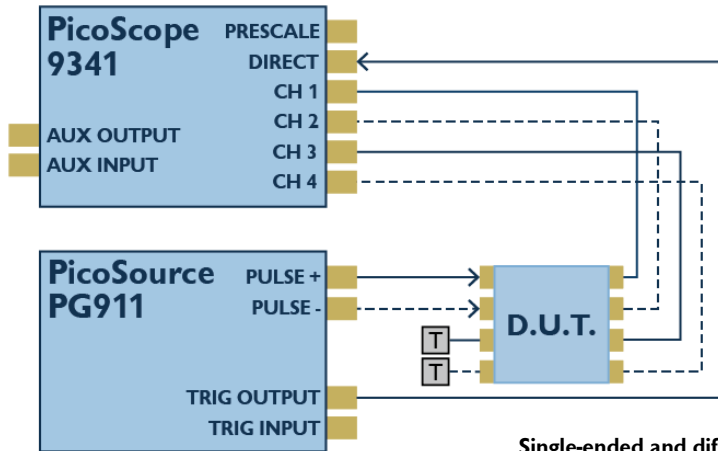 PicoScope
9341
PRESCALE
DIRECT
CH 1
CH 2
CH 3
CH 4
AUX OUTPUT
AUX INPUT
PicoSource
PG911
PULSE +
PULSE -
TRIG OUTPUT
TRIG INPUT
T
T
D.U.T.
Single-ended and dif